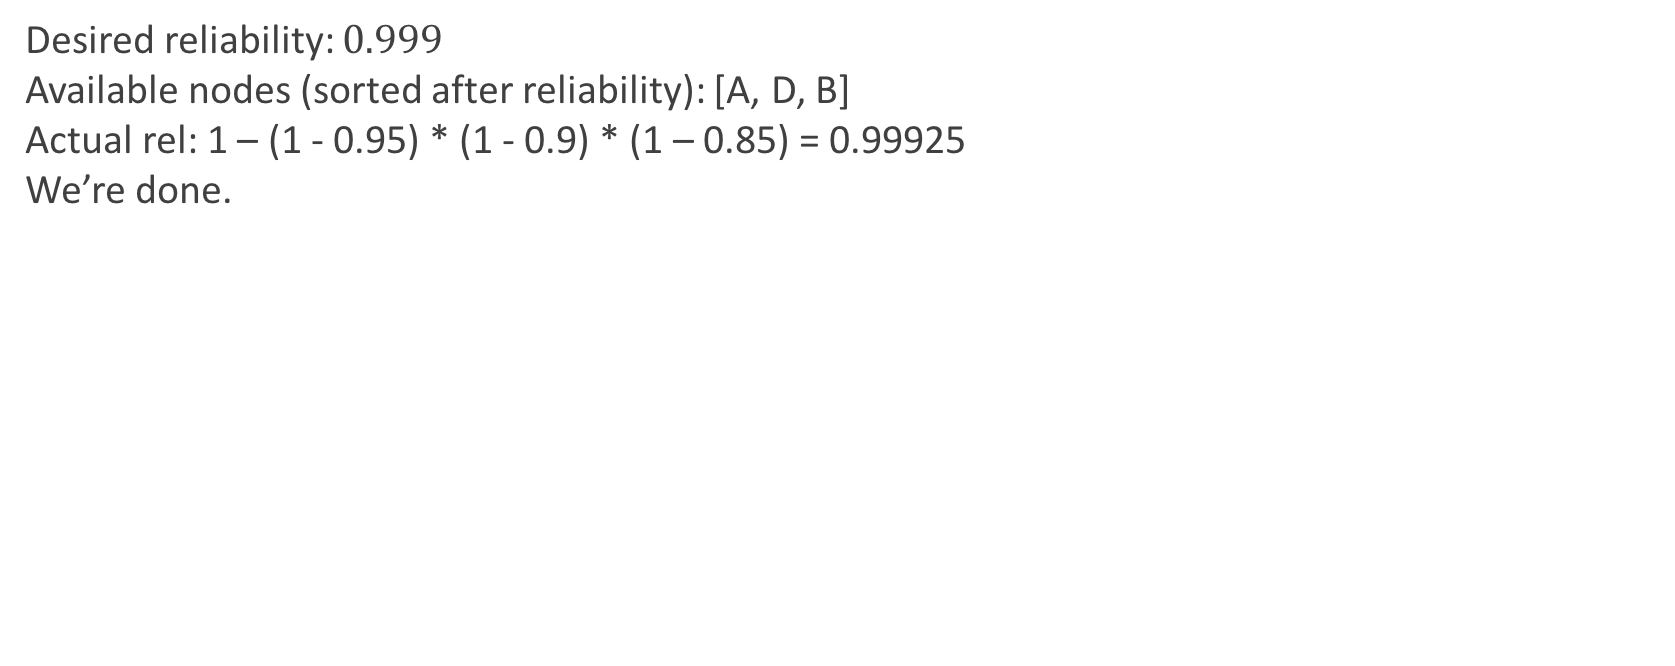 Desired reliability: 0.999
Available nodes (sorted after reliability): [A, D, B]
Actual rel: 1 – (1 - 0.95) * (1 - 0.9) * (1 – 0.85) = 0.99925
We’re done.